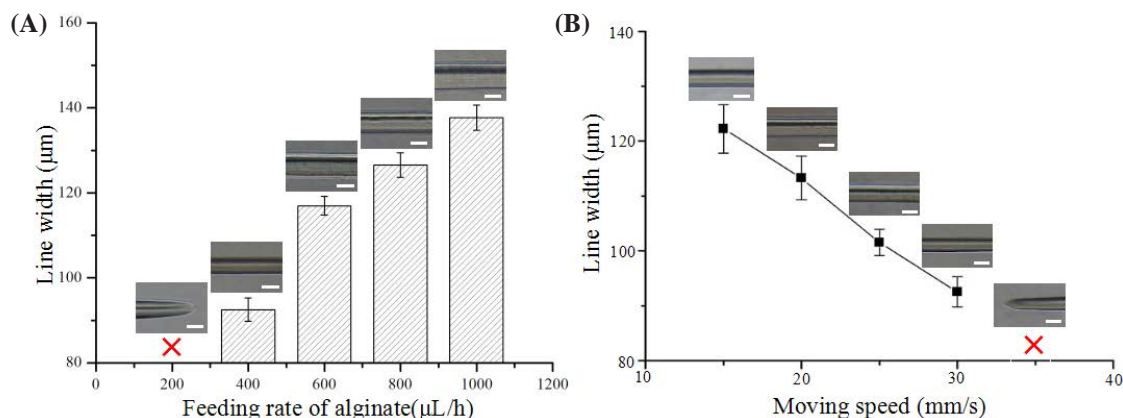 (A)
160
140
120
100
80
Line width (μm)
0 200 400 600 800 1000 1200
Feeding rate of alginate(μL/h)
(B)
140
120
100
80
Line width (μm)
10 20 30 40
Moving speed (mm/s)